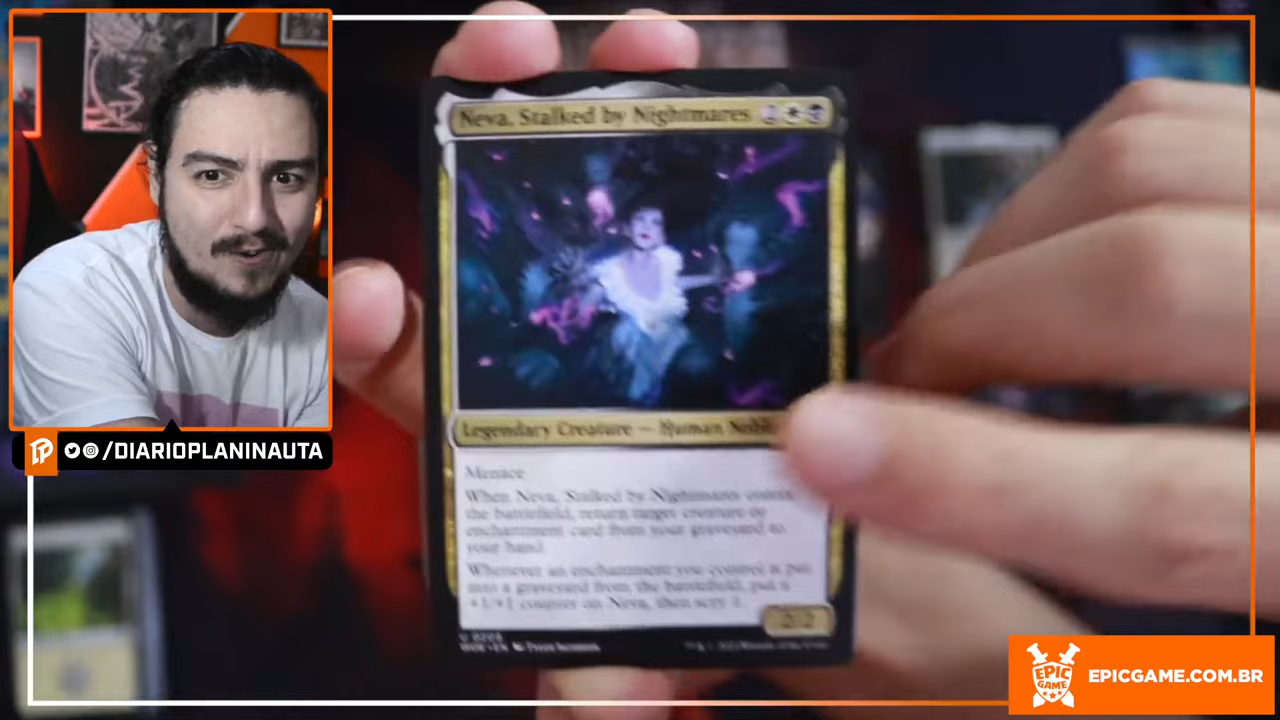 Neva, Stalked by Nightmares
Legendary Creature — Human Noble
Menace
When Neva, Stalked by Nightmares enters
the battlefield, return target creature or
enchantment card from your graveyard to
your hand.
Whenever an enchantment you control is put
into a graveyard from the battlefield, put a
+1/+1 counter on Neva, then scry 1.
2/2
/DIARIOPLANINAUTA
EPIC
GAME
EPICGAME.COM.BR